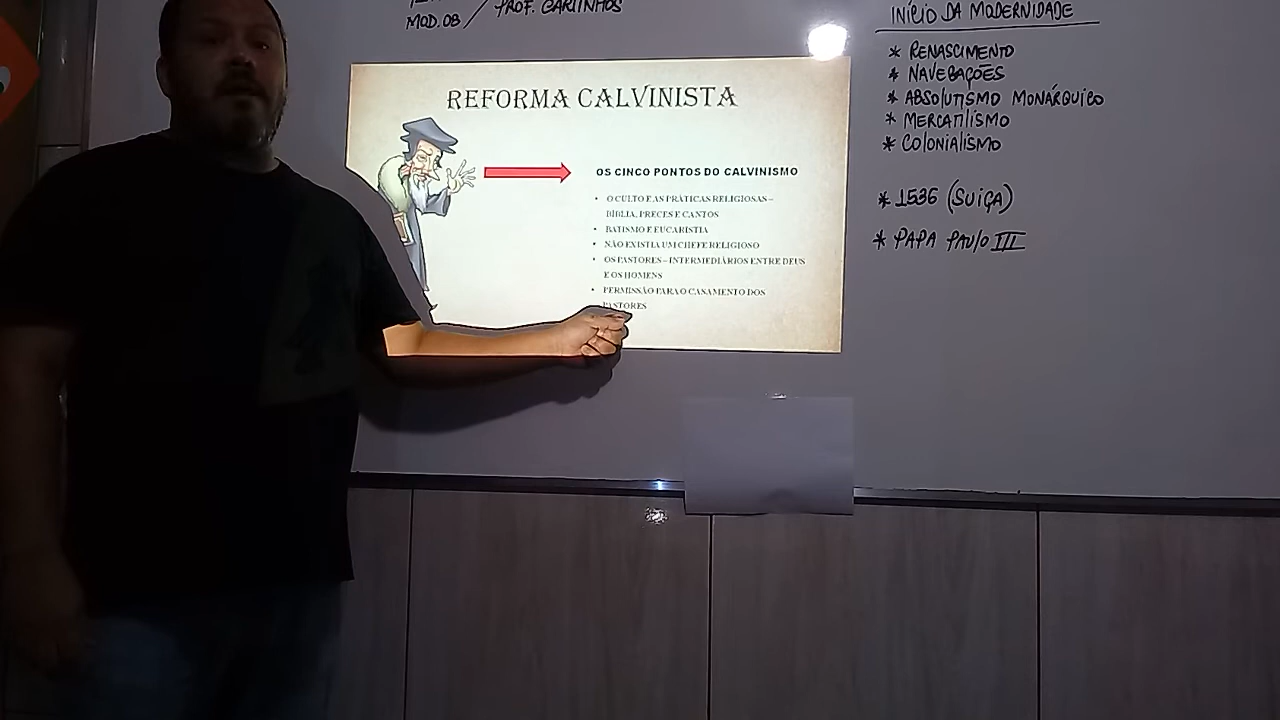 MOD. 08 / PROF. CARLINHOS
REFORMA CALVINISTA
OS CINCO PONTOS DO CALVINISMO
• O CULTO E AS PRÁTICAS RELIGIOSAS –
BÍBLIA, PRECES E CANTOS
• BATISMO E EUCARISTIA
• NÃO EXISTIA UM CHEFE RELIGIOSO
• OS PASTORES – INTERMEDIÁRIOS ENTRE DEUS
E OS HOMENS
• PERMISSÃO PARA O CASAMENTO DOS
PASTORES
INÍCIO DA MODERNIDADE
* RENASCIMENTO
* NAVEGAÇÕES
* ABSOLUTISMO MONÁRQUICO
* MERCATILISMO
* COLONIALISMO
* 1536 (SUIÇA)
* PAPA PAULO III